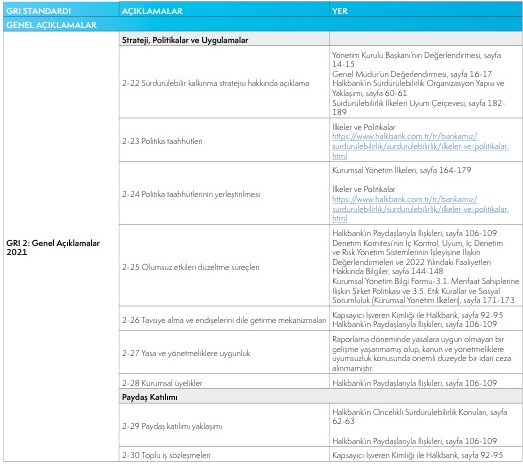 GRI STANDARDI AÇIKLAMALAR YER
GENEL AÇIKLAMALAR
Strateji, Politikalar ve Uygulamalar
2-22 Sürdürülebilir kalkınma stratejisi hakkında açıklama
Yönetim Kurulu Başkanı'nın Değerlendirmesi, sayfa
14-15
Genel Müdür'ün Değerlendirmesi, sayfa 16-17
Halkbank'ın Sürdürülebilirlik Organizasyon Yapısı ve
Yaklaşımı, sayfa 60-61
Sürdürülebilirlik İlkeleri Uyum Çerçevesi, sayfa 182-
189
2-23 Politika taahhütleri
İlkeler ve Politikalar
https://www.halkbank.com.tr/tr/bankamiz/
surdurulebilirlik/surdurulebilirlik/ilkeler-ve-politikalar.
html
2-24 Politika taahhütlerinin yerleştirilmesi
Kurumsal Yönetim İlkeleri, sayfa 164-179
İlkeler ve Politikalar
https://www.halkbank.com.tr/tr/bankamiz/
surdurulebilirlik/surdurulebilirlik/ilkeler-ve-politikalar.
html
GRI 2: Genel Açıklamalar
2021
2-25 Olumsuz etkileri düzeltme süreçleri
Halkbank'ın Paydaşlarıyla İlişkileri, sayfa 106-109
Denetim Komitesi'nin İç Kontrol, Uyum, İç Denetim
ve Risk Yönetim Sistemlerinin İşleyişine İlişkin
Değerlendirmeleri ve 2022 Yılındaki Faaliyetleri
Hakkında Bilgiler, sayfa 144-148
Kurumsal Yönetim Bilgi Formu-3.1. Menfaat Sahiplerine
İlişkin Şirket Politikası ve 3.5. Etik Kurallar ve Sosyal
Sorumluluk (Kurumsal Yönetim İlkeleri), sayfa 171-173
2-26 Tavsiye alma ve endişelerini dile getirme mekanizmaları
Kapsayıcı İşveren Kimliği ile Halkbank, sayfa 92-95
Halkbank'ın Paydaşlarıyla İlişkileri, sayfa 106-109
2-27 Yasa ve yönetmeliklere uygunluk
Raporlama döneminde yasalara uygun olmayan bir
gelişme yaşanmamış olup, kanun ve yönetmeliklere
uyumsuzluk konusunda önemli düzeyde bir idari ceza
alınmamıştır.
2-28 Kurumsal üyelikler
Halkbank'ın Paydaşlarıyla İlişkileri, sayfa 106-109
Paydaş Katılımı
2-29 Paydaş katılımı yaklaşımı
Halkbank'ın Öncelikli Sürdürülebilirlik Konuları, sayfa
62-63
Halkbank'ın Paydaşlarıyla İlişkileri, sayfa 106-109
2-30 Toplu iş sözleşmeleri
Kapsayıcı İşveren Kimliği ile Halkbank, sayfa 92-95